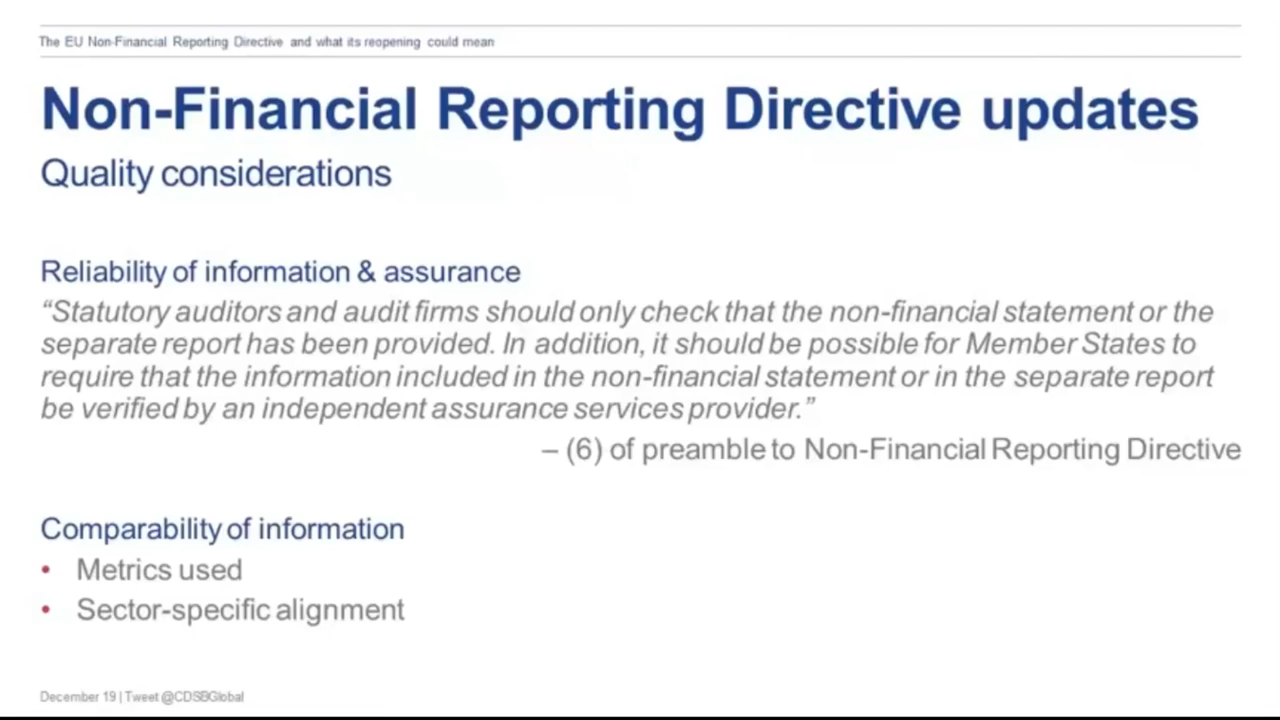 The EU Non-Financial Reporting Directive and what its reopening could mean
Non-Financial Reporting Directive updates
Quality considerations
Reliability of information & assurance
“Statutory auditors and audit firms should only check that the non-financial statement or the
separate report has been provided. In addition, it should be possible for Member States to
require that the information included in the non-financial statement or in the separate report
be verified by an independent assurance services provider.”
– (6) of preamble to Non-Financial Reporting Directive
Comparability of information
• Metrics used
• Sector-specific alignment
December 19 | Tweet @CDSBGlobal